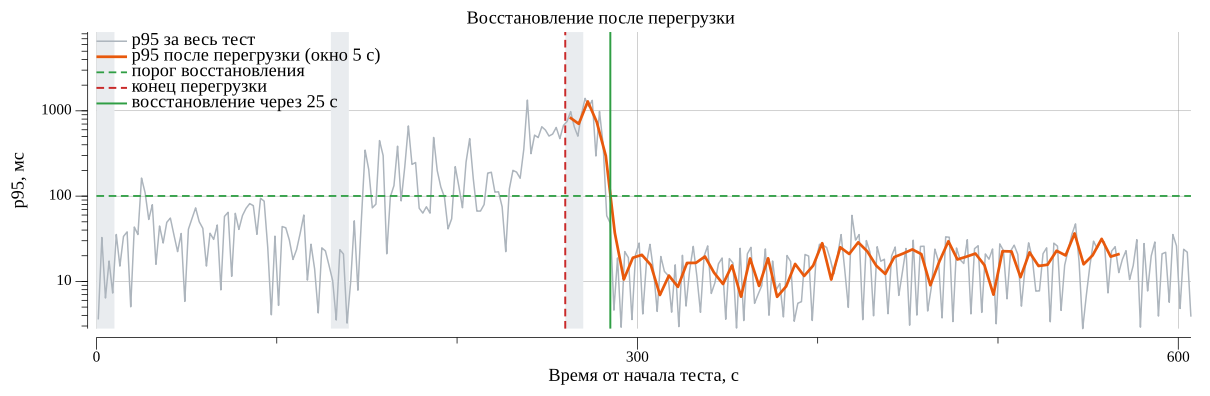 Восстановление после перегрузки
p95 за весь тест
p95 после перегрузки (окно 5 с)
порог восстановления
конец перегрузки
восстановление через 25 с
1000
100
10
p95, мс
0
300
600
Время от начала теста, с